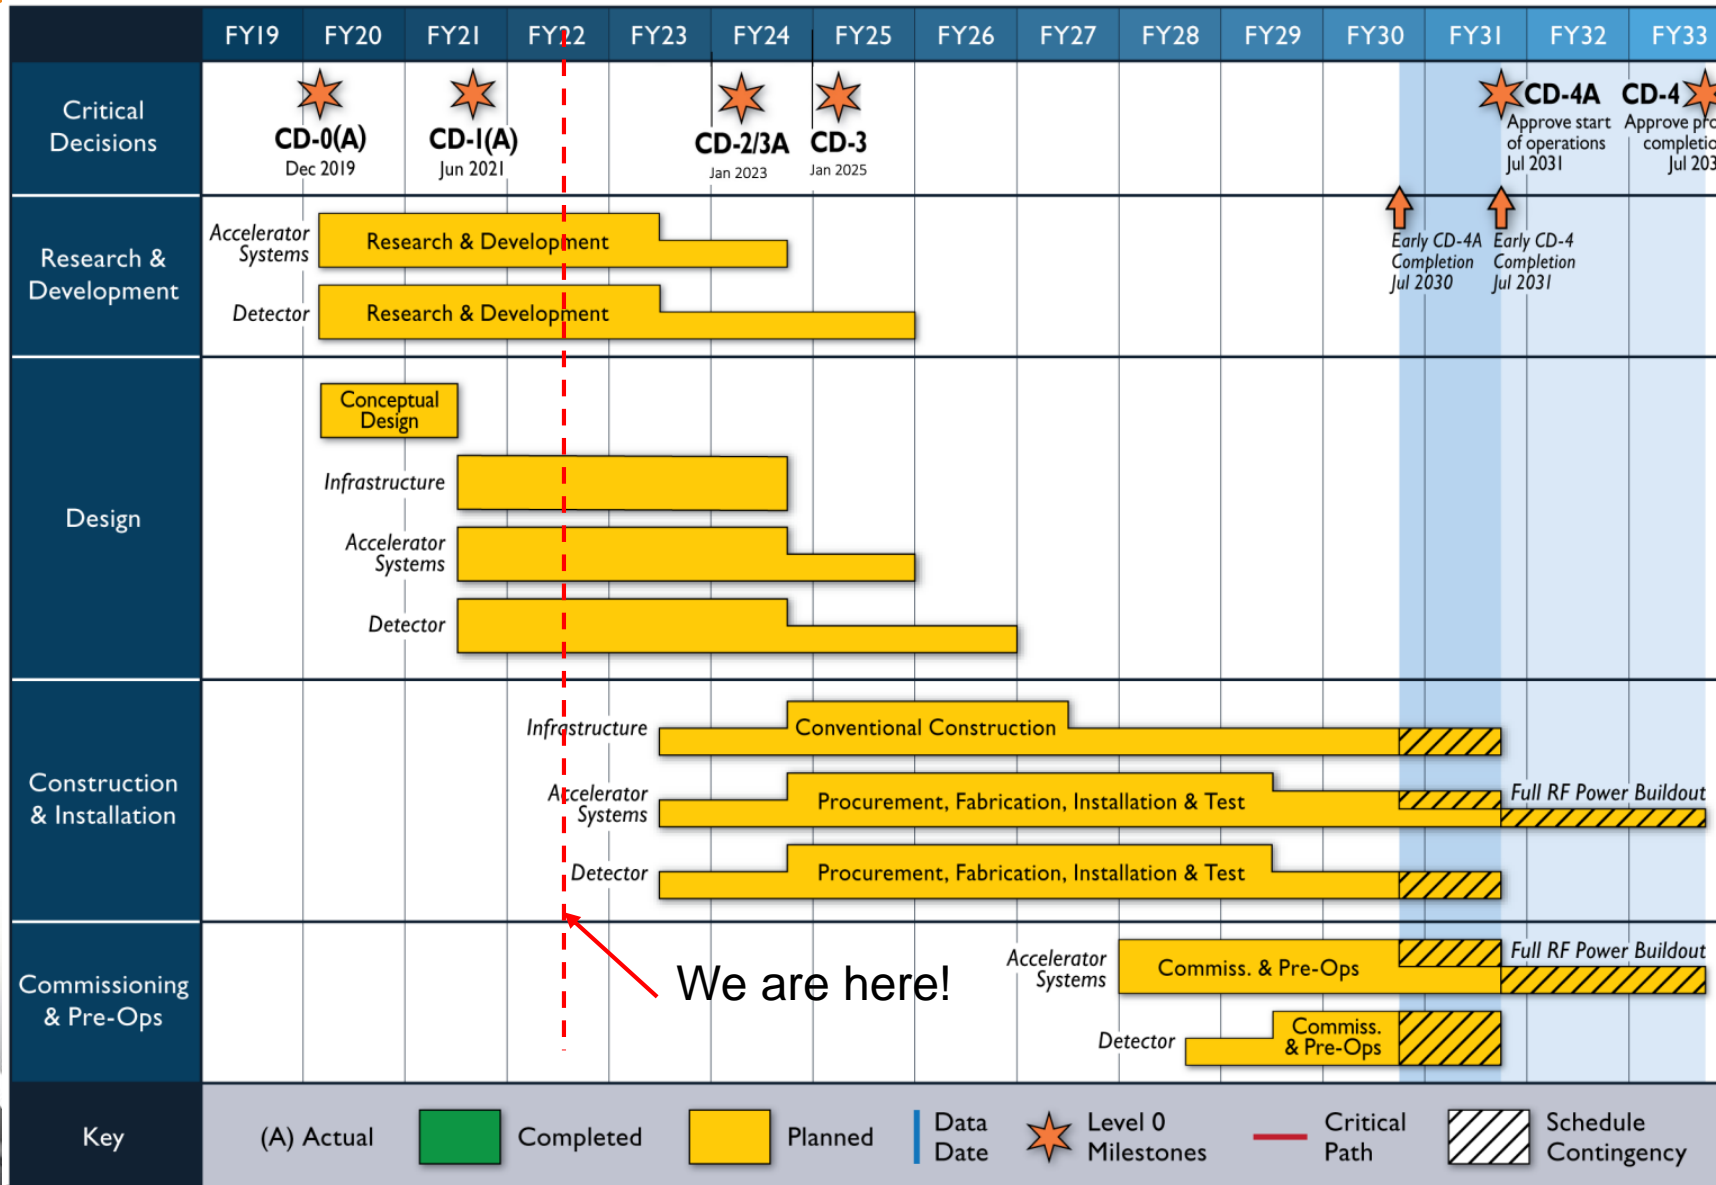 FY19 FY20 FY21 FY22 FY23 FY24 FY25 FY26 FY27 FY28 FY29 FY30 FY31 FY32 FY33
Critical
Decisions
CD-0(A)
Dec 2019
CD-1(A)
Jun 2021
CD-2/3A
Jan 2023
CD-3
Jan 2025
CD-4A
Approve start
of operations
Jul 2031
CD-4
Approve
Research &
Development
Accelerator
Systems
Research & Development
Detector
Research & Development
Early CD-4A
Completion
Jul 2030
Early CD-4
Completion
Jul 2031
Design
Conceptual
Design
Infrastructure
Accelerator
Systems
Detector
Construction
& Installation
Infrastructure
Conventional Construction
Accelerator
Systems
Procurement, Fabrication, Installation & Test
Full RF Power Buildout
Detector
Procurement, Fabrication, Installation & Test
Commissioning
& Pre-Ops
We are here!
Accelerator
Systems
Commiss. & Pre-Ops
Full RF Power Buildout
Detector
Commiss.
& Pre-Ops
Key
(A) Actual
Completed
Planned
Data
Date
Level 0
Milestones
Critical
Path
Schedule
Contingency